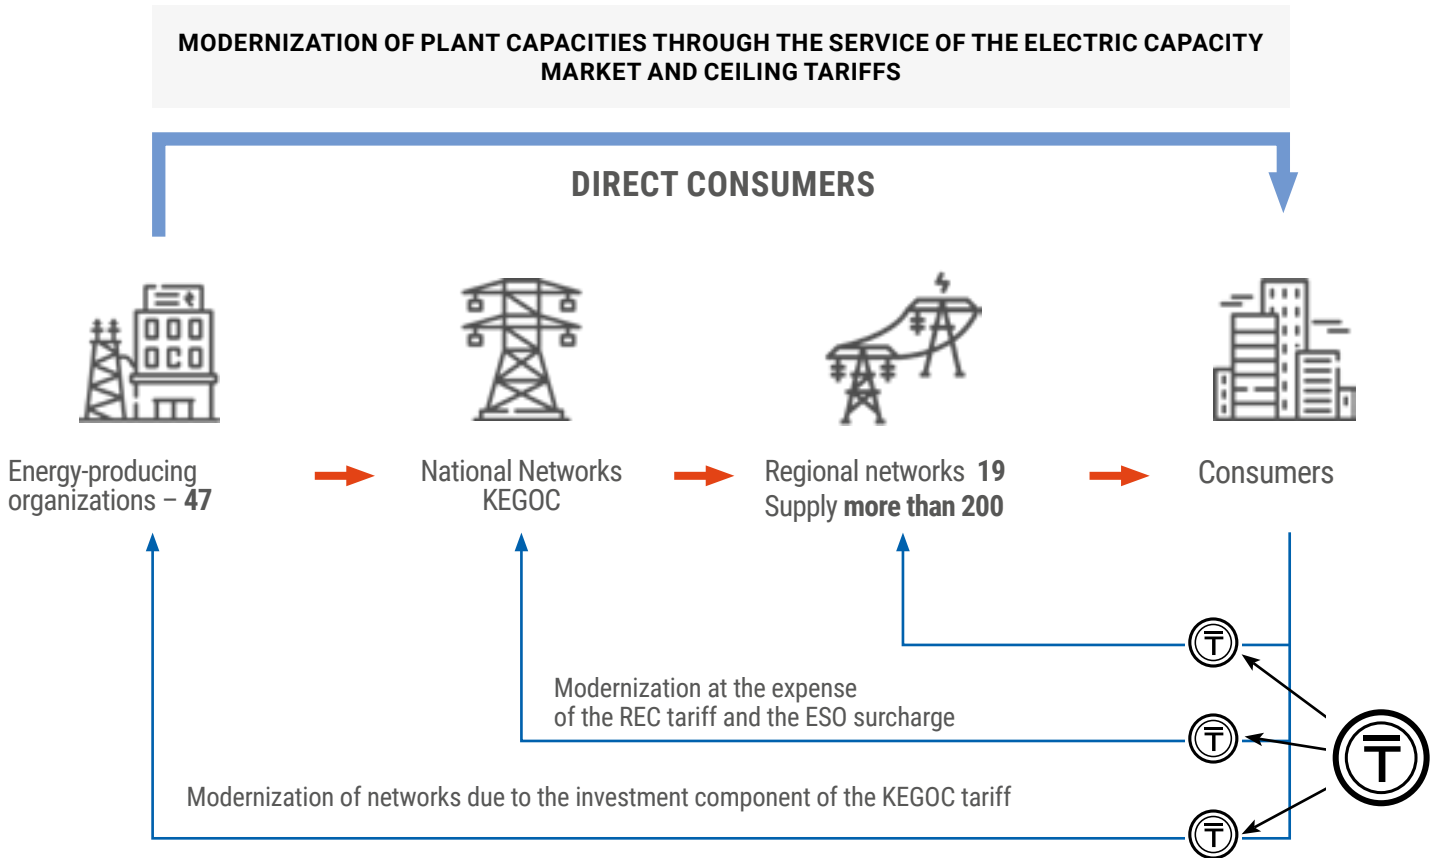 MODERNIZATION OF PLANT CAPACITIES THROUGH THE SERVICE OF THE ELECTRIC CAPACITY
MARKET AND CEILING TARIFFS
DIRECT CONSUMERS
Energy-producing
organizations – 47
National Networks
KEGOC
Regional networks 19
Supply more than 200
Consumers
Modernization at the expense
of the REC tariff and the ESO surcharge
Modernization of networks due to the investment component of the KEGOC tariff
₸
₸
₸
₸